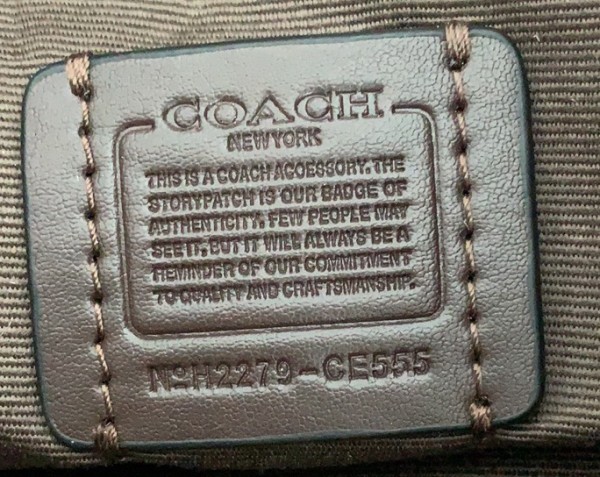 COACH
NEW YORK
THIS IS A COACH ACCESSORY. THE
STORYPATCH IS OUR BADGE OF
AUTHENTICITY. FEW PEOPLE MAY
SEE IT, BUT IT WILL ALWAYS BE A
REMINDER OF OUR COMMITMENT
TO QUALITY AND CRAFTSMANSHIP.
Nº H2279-CE555